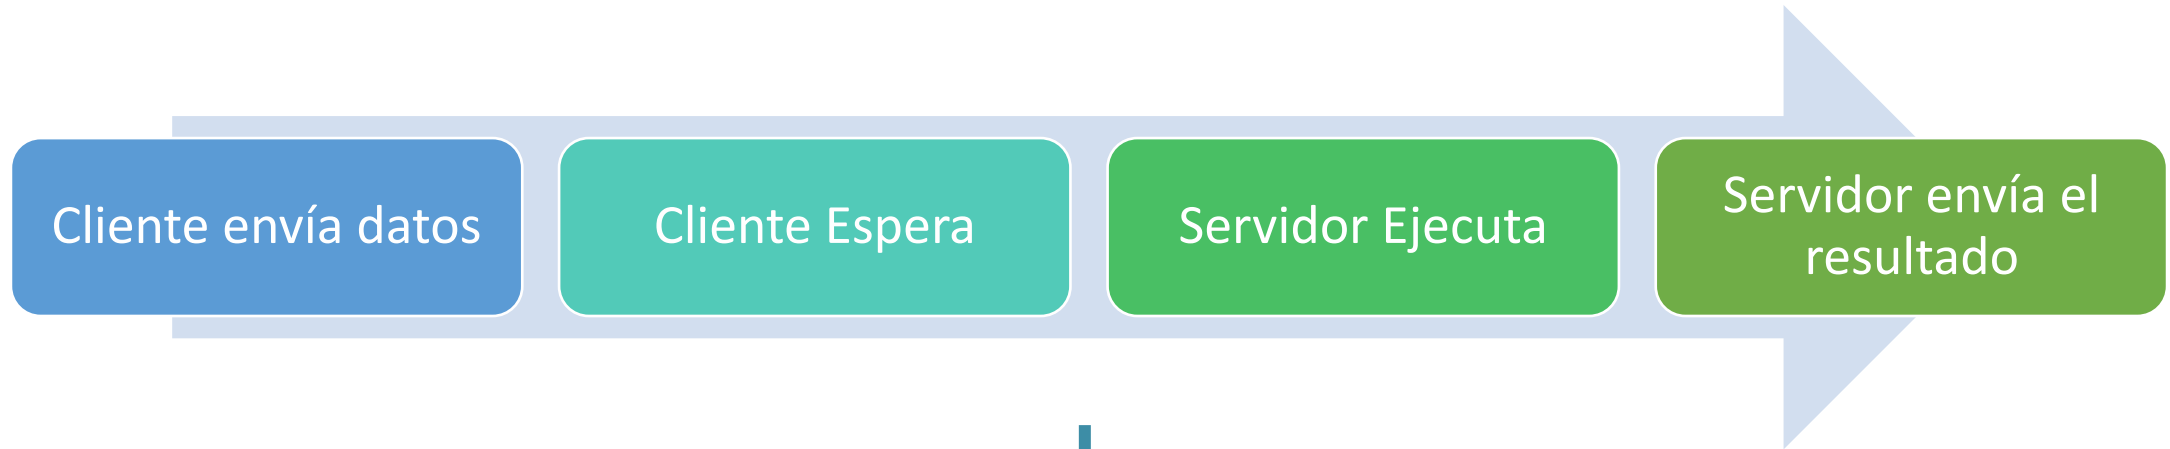 Cliente envía datos
Cliente Espera
Servidor Ejecuta
Servidor envía el
resultado